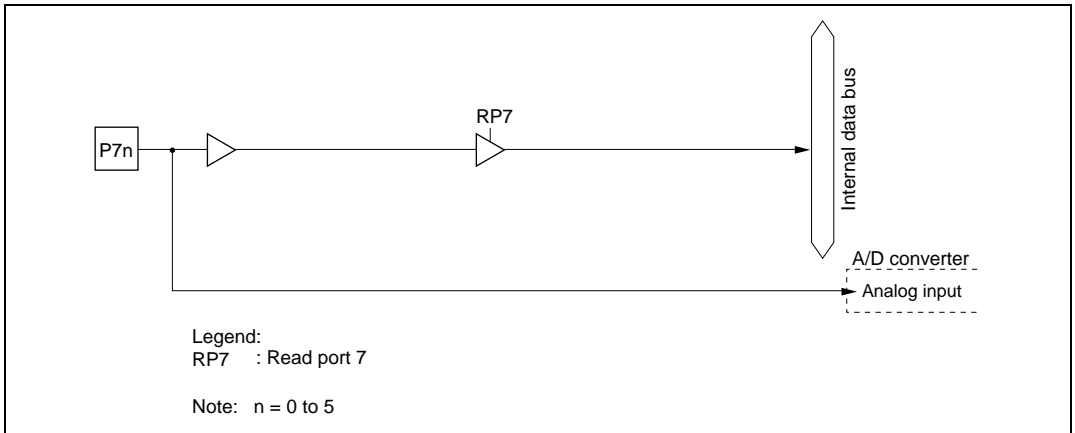 RP7
P7n
Internal data bus
A/D converter
Analog input
Legend:
RP7 : Read port 7
Note: n = 0 to 5